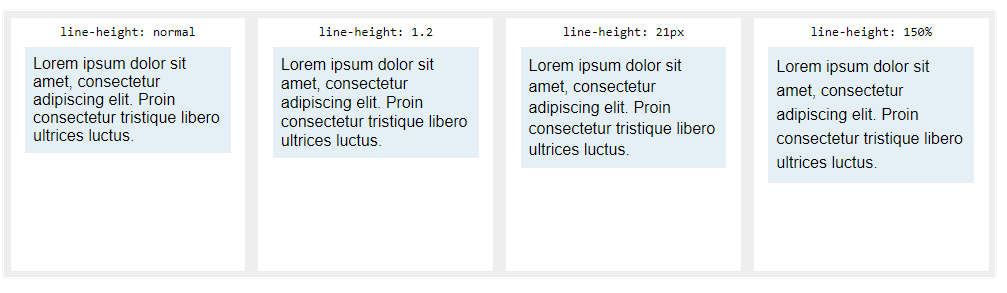 line-height: normal
Lorem ipsum dolor sit
amet, consectetur
adipiscing elit. Proin
consectetur tristique libero
ultrices luctus.
line-height: 1.2
Lorem ipsum dolor sit
amet, consectetur
adipiscing elit. Proin
consectetur tristique libero
ultrices luctus.
line-height: 21px
Lorem ipsum dolor sit
amet, consectetur
adipiscing elit. Proin
consectetur tristique libero
ultrices luctus.
line-height: 150%
Lorem ipsum dolor sit
amet, consectetur
adipiscing elit. Proin
consectetur tristique libero
ultrices luctus.